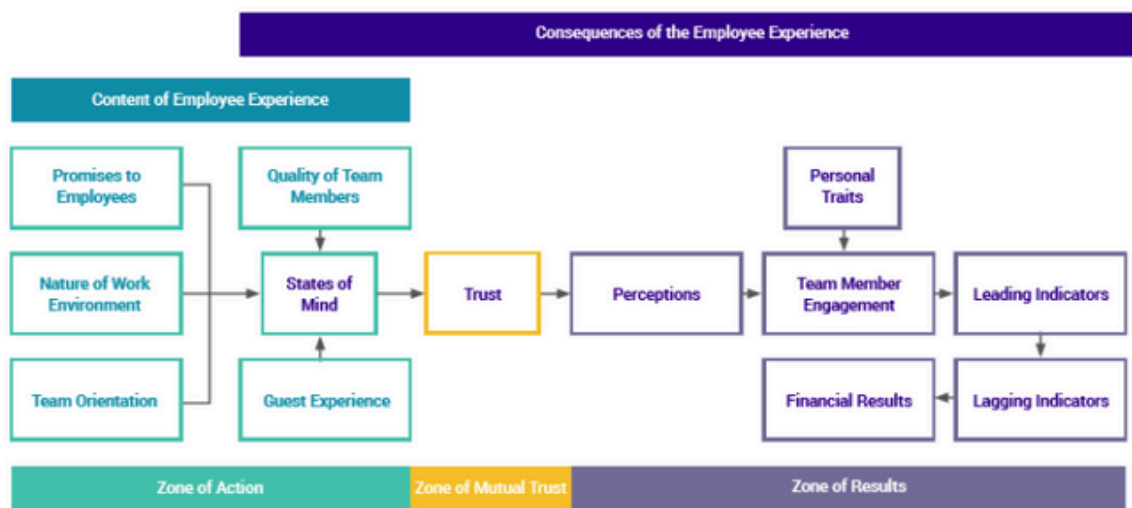 Consequences of the Employee Experience
Content of Employee Experience
Promises to
Employees
Quality of Team
Members
Personal
Traits
Nature of Work
Environment
States of
Mind
Trust
Perceptions
Team Member
Engagement
Leading Indicators
Team Orientation
Guest Experience
Financial Results
Lagging Indicators
Zone of Action
Zone of Mutual Trust
Zone of Results